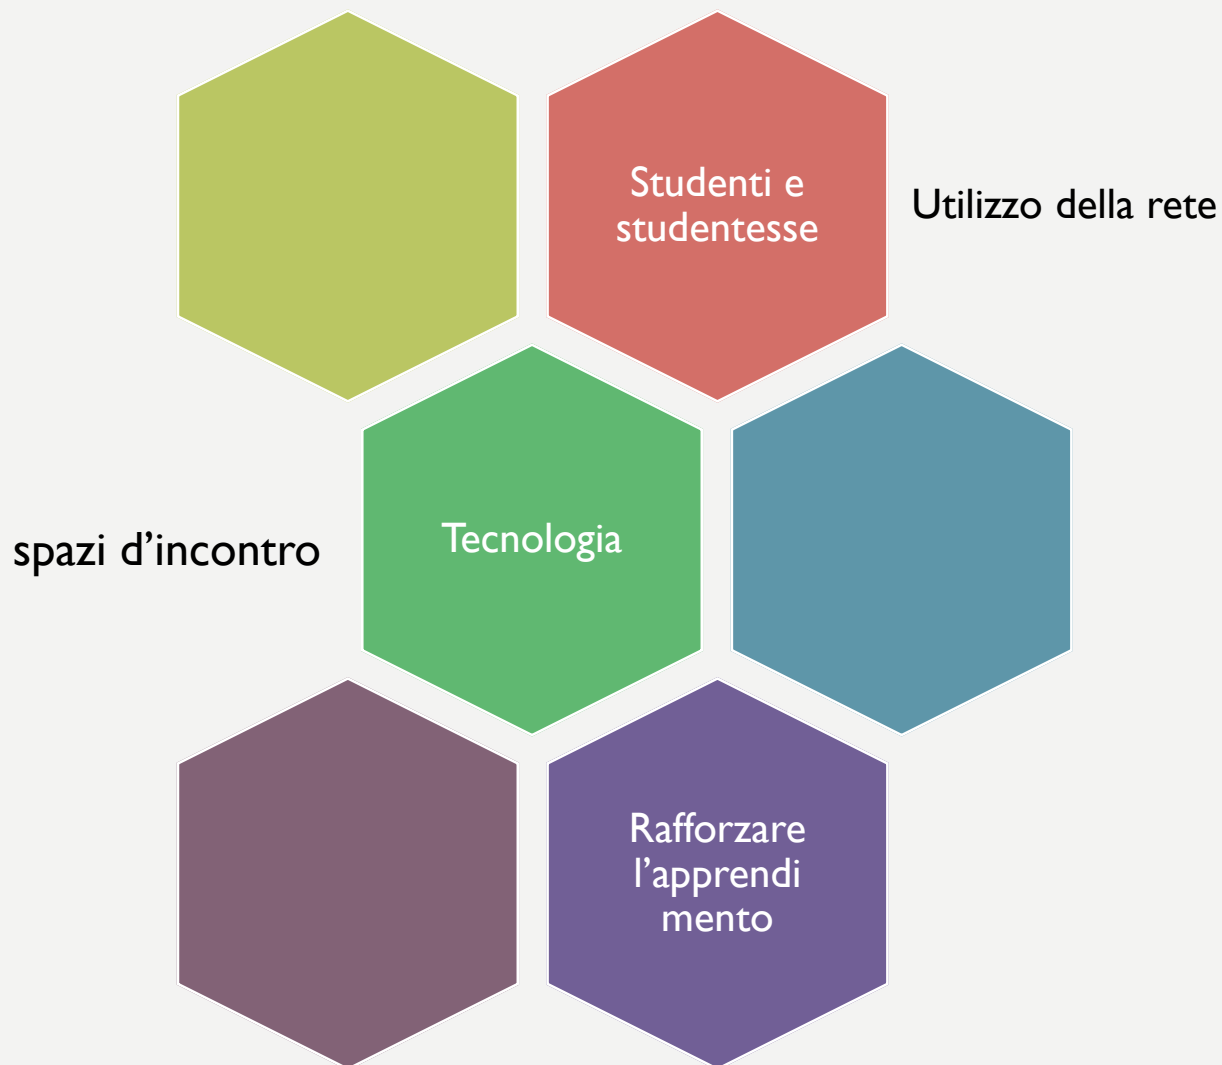 Studenti e
studentesse
Utilizzo della rete
spazi d’incontro
Tecnologia
Rafforzare
l’apprendi
mento